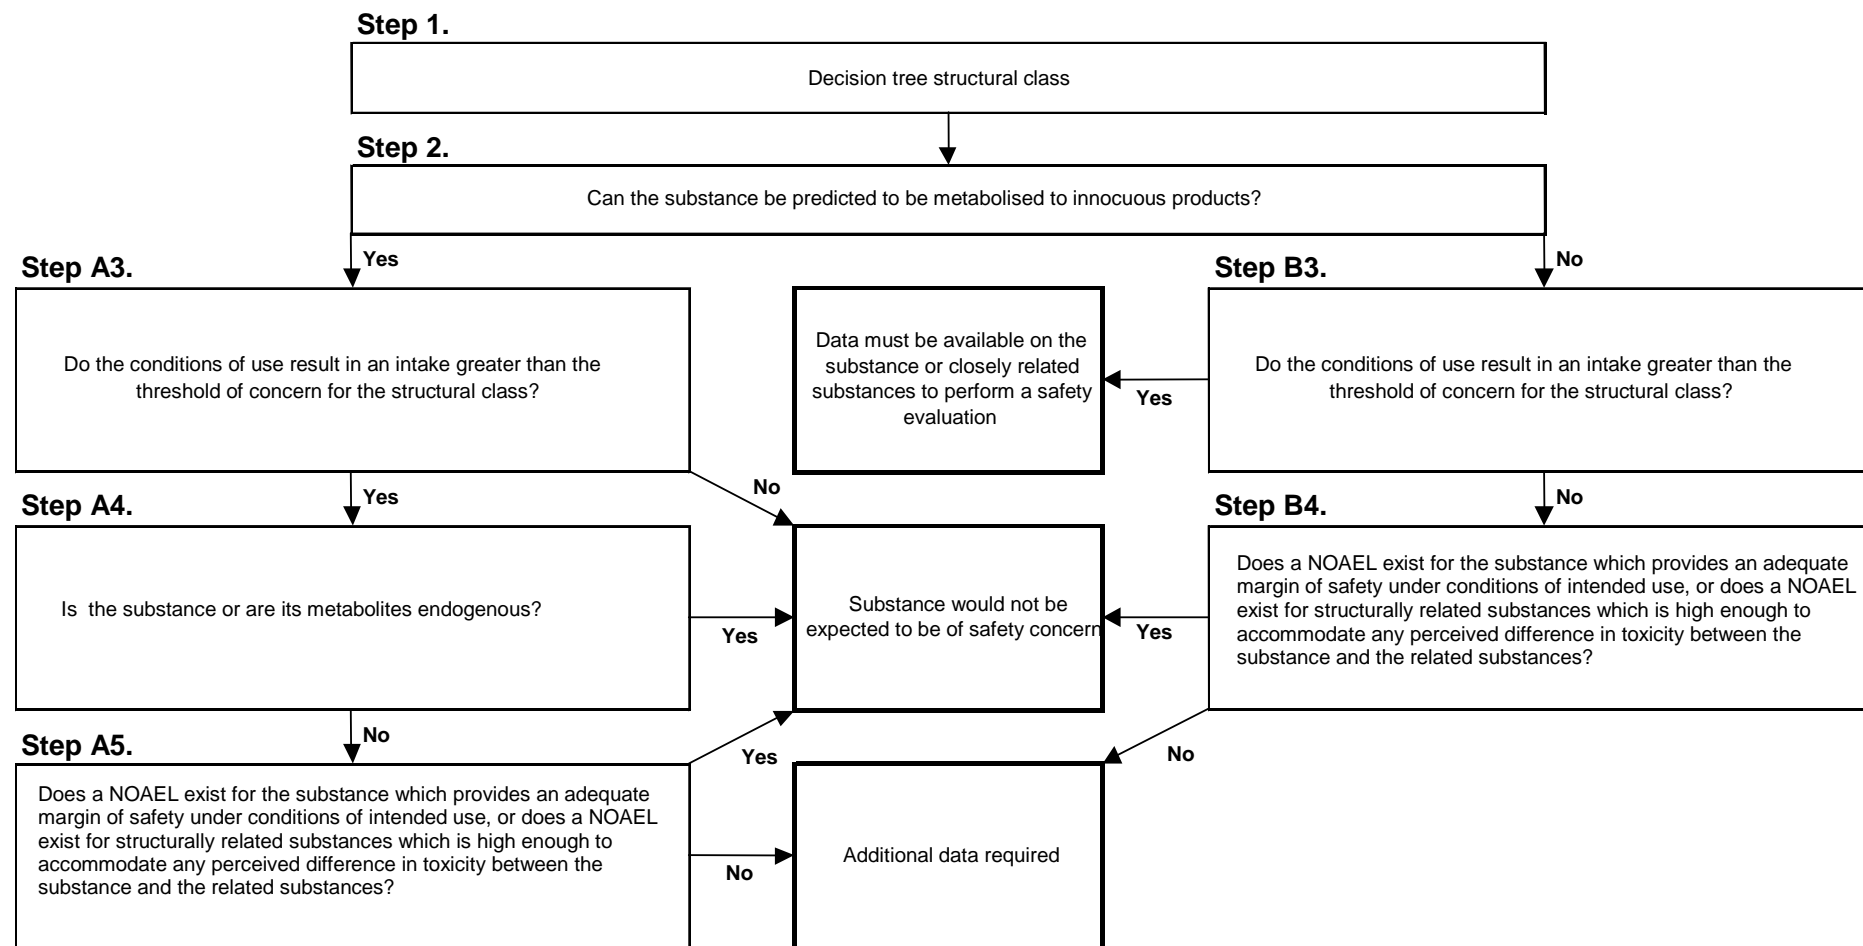 Step 1.
Decision tree structural class
Step 2.
Can the substance be predicted to be metabolised to innocuous products?
Yes
No
Step A3.
Do the conditions of use result in an intake greater than the
threshold of concern for the structural class?
Data must be available on the
substance or closely related
substances to perform a safety
evaluation
Yes
Step B3.
Do the conditions of use result in an intake greater than the
threshold of concern for the structural class?
Yes
No
No
Step A4.
Is the substance or are its metabolites endogenous?
Yes
Substance would not be
expected to be of safety concern
Yes
Step B4.
Does a NOAEL exist for the substance which provides an adequate
margin of safety under conditions of intended use, or does a NOAEL
exist for structurally related substances which is high enough to
accommodate any perceived difference in toxicity between the
substance and the related substances?
No
Yes
No
Step A5.
Does a NOAEL exist for the substance which provides an adequate
margin of safety under conditions of intended use, or does a NOAEL
exist for structurally related substances which is high enough to
accommodate any perceived difference in toxicity between the
substance and the related substances?
No
Additional data required